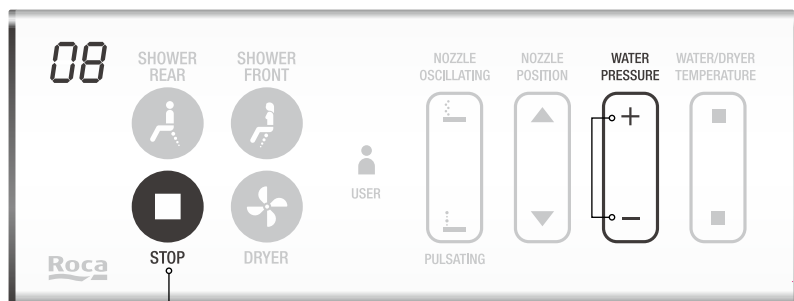 08
SHOWER
REAR
SHOWER
FRONT
NOZZLE
OSCILLATING
NOZZLE
POSITION
WATER
PRESSURE
WATER/DRYER
TEMPERATURE
+
USER
−
STOP
DRYER
PULSATING
Roca